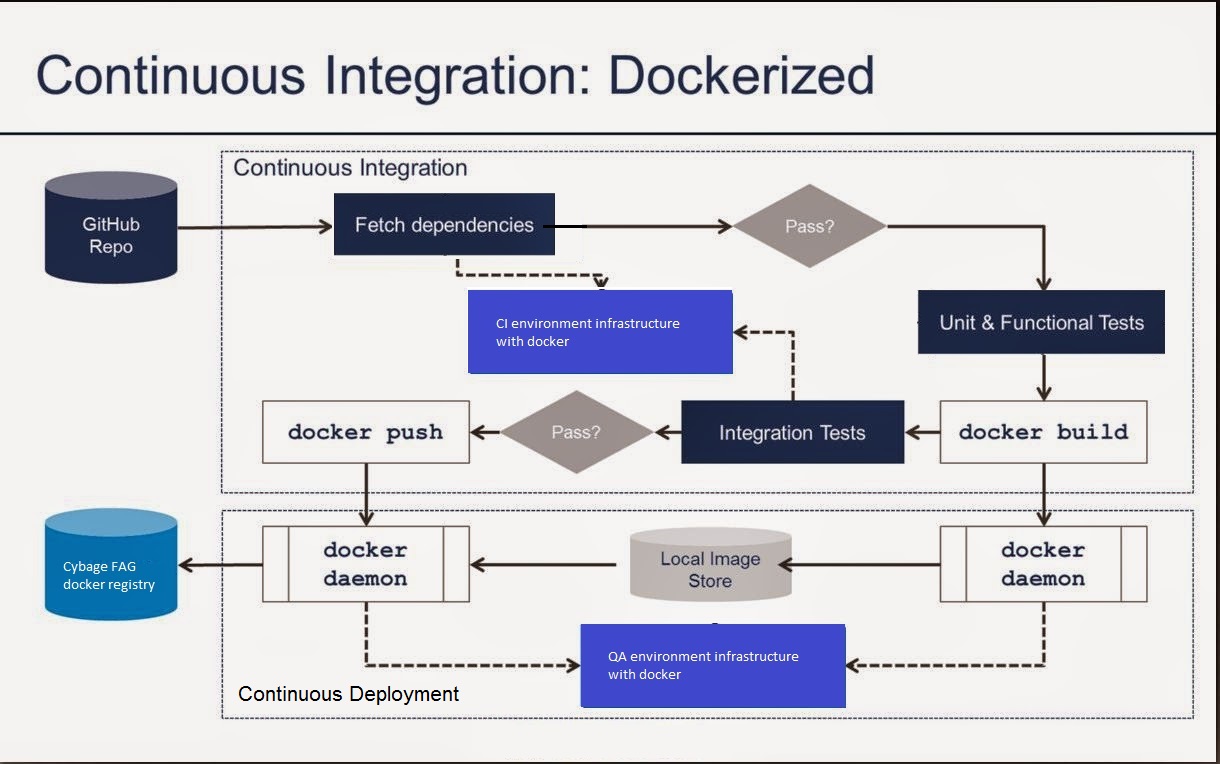 Continuous Integration: Dockerized
Continuous Integration
GitHub
Repo
Fetch dependencies
Pass?
CI environment infrastructure
with docker
Unit & Functional Tests
docker push
Pass?
Integration Tests
docker build
Cybage FAG
docker registry
docker
daemon
Local Image
Store
docker
daemon
QA environment infrastructure
with docker
Continuous Deployment